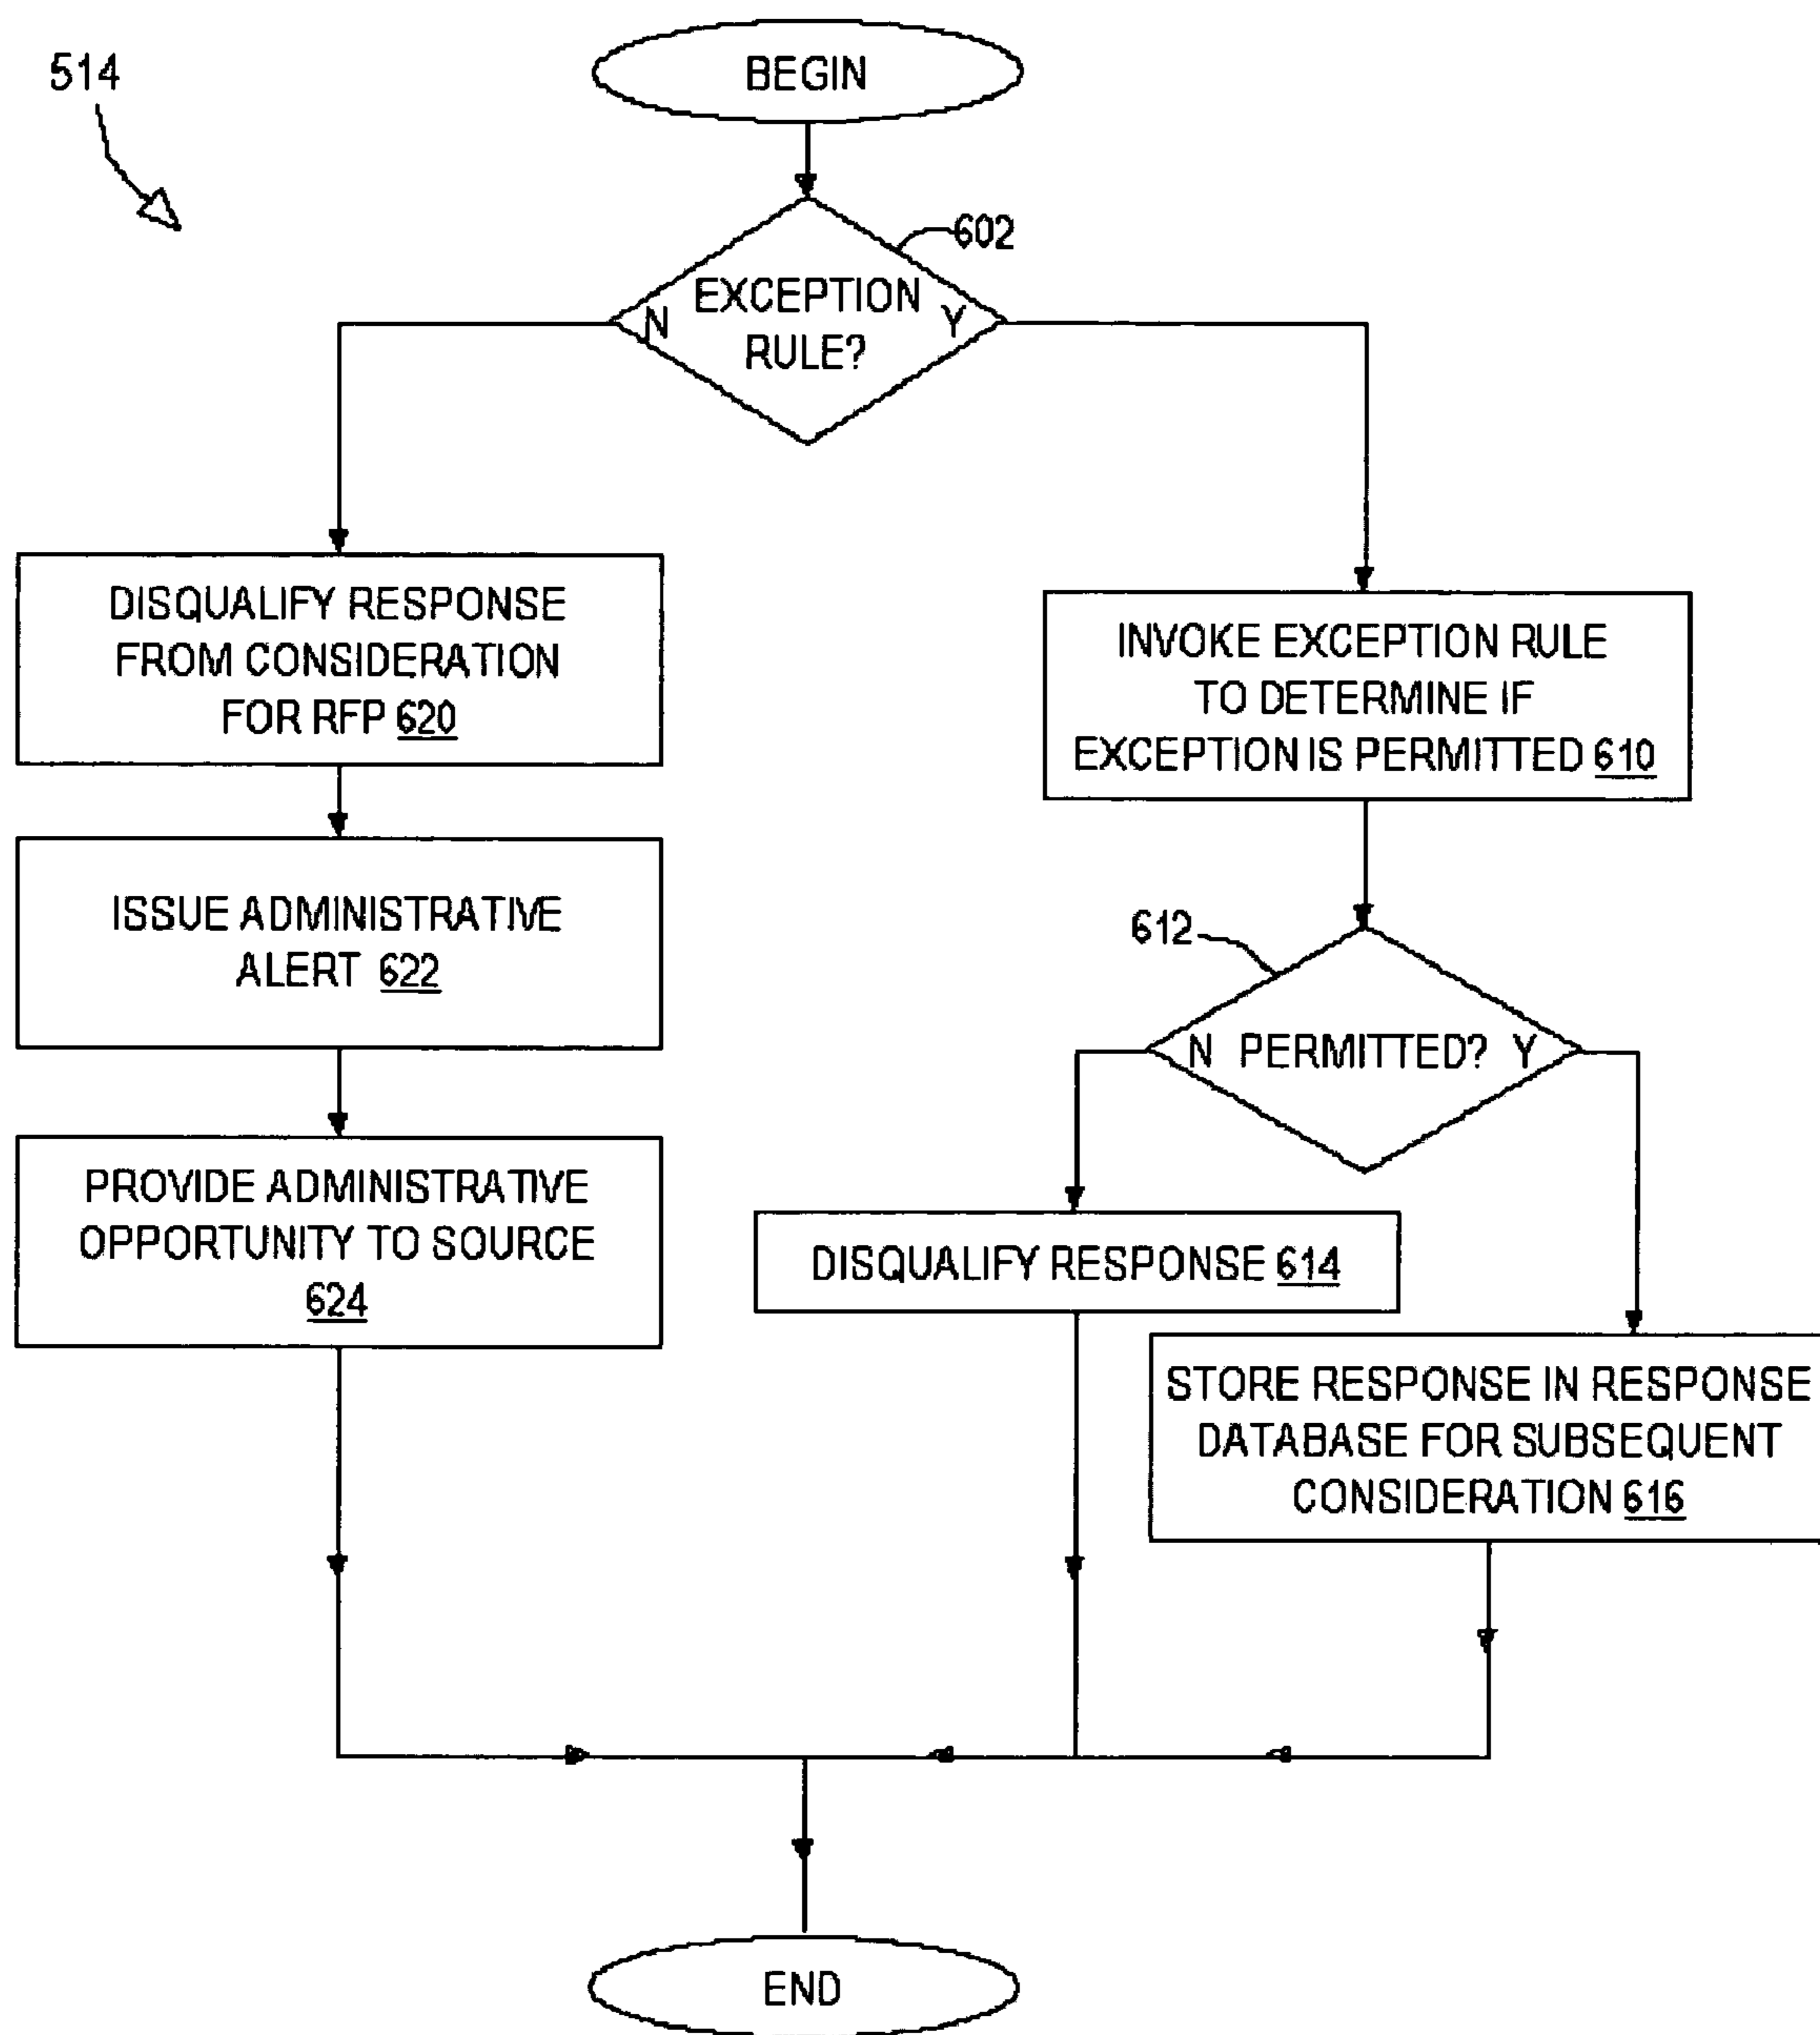 514
BEGIN
602
EXCEPTION
RULE?
N
Y
DISQUALIFY RESPONSE
FROM CONSIDERATION
FOR RFP 620
INVOKE EXCEPTION RULE
TO DETERMINE IF
EXCEPTION IS PERMITTED 610
ISSUE ADMINISTRATIVE
ALERT 622
612
N PERMITTED? Y
PROVIDE ADMINISTRATIVE
OPPORTUNITY TO SOURCE
624
DISQUALIFY RESPONSE 614
STORE RESPONSE IN RESPONSE
DATABASE FOR SUBSEQUENT
CONSIDERATION 616
END